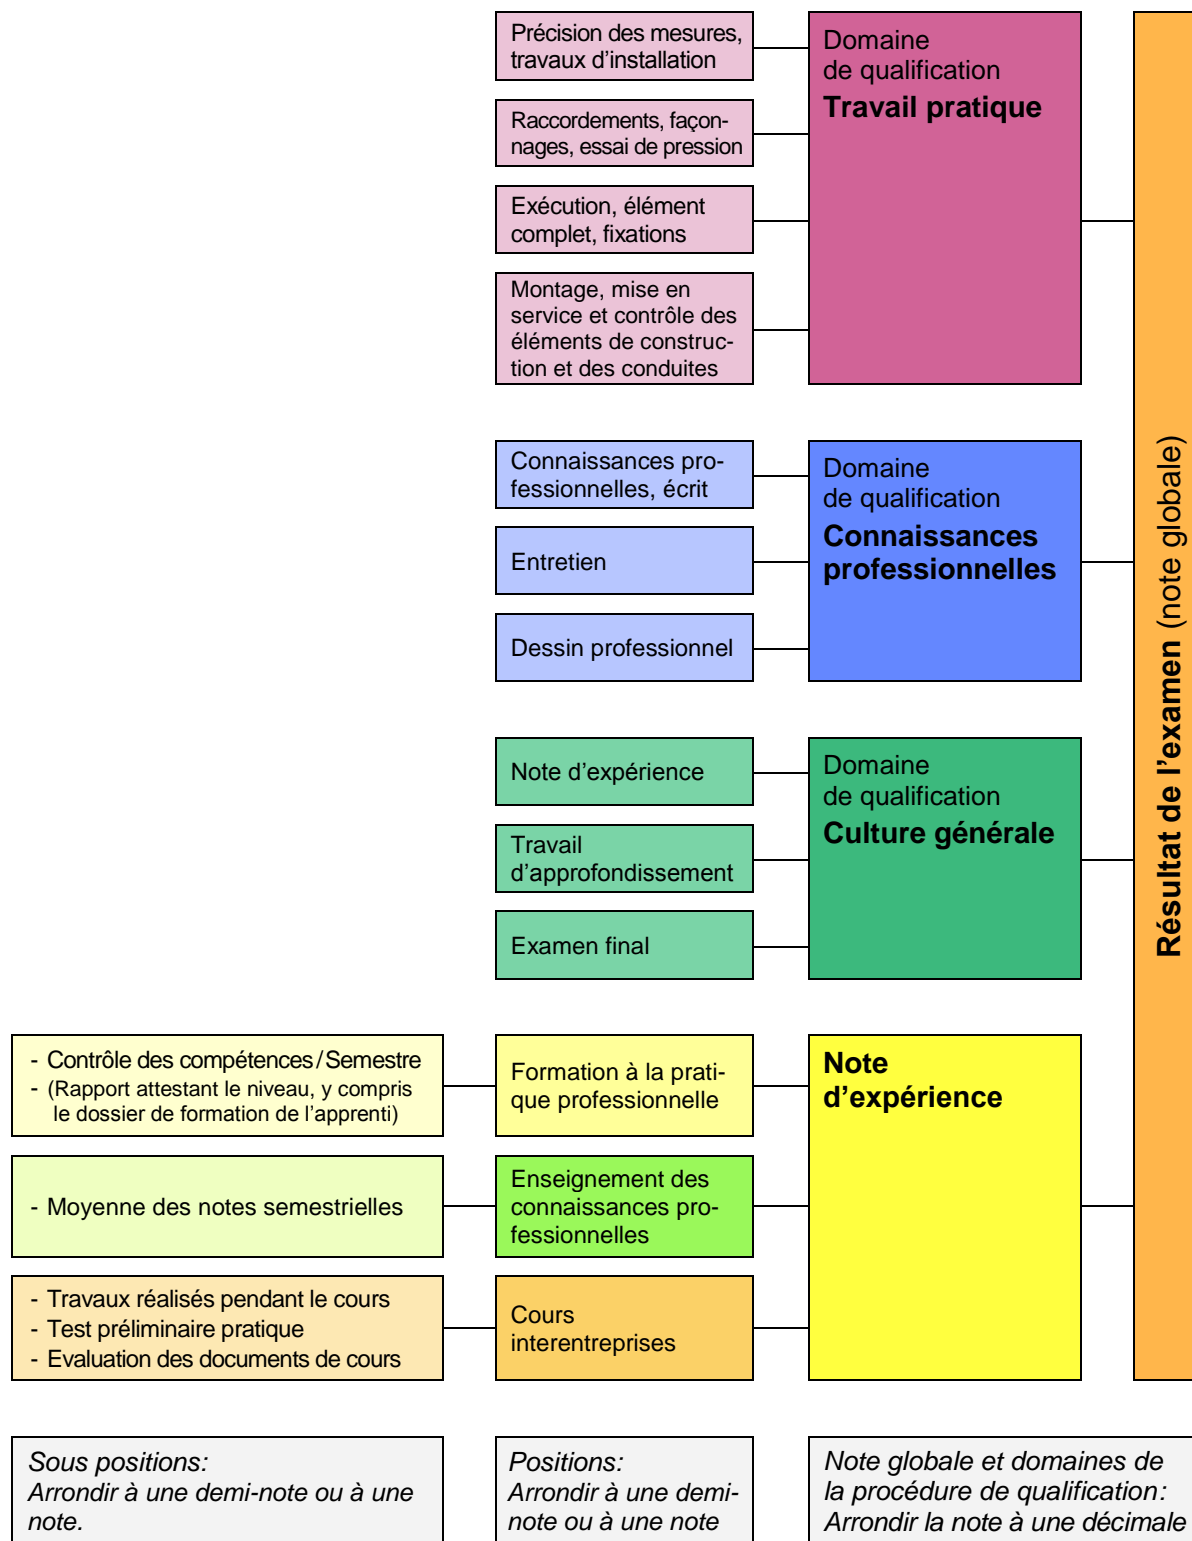 Précision des mesures,
travaux d'installation
Raccordements, façon-
nages, essai de pression
Exécution, élément
complet, fixations
Montage, mise en
service et contrôle des
éléments de construc-
tion et des conduites
Domaine
de qualification
Travail pratique
Connaissances pro-
fessionnelles, écrit
Entretien
Dessin professionnel
Domaine
de qualification
Connaissances
professionnelles
Note d'expérience
Travail
d'approfondissement
Examen final
Domaine
de qualification
Culture générale
- Contrôle des compétences/Semestre
- (Rapport attestant le niveau, y compris
le dossier de formation de l'apprenti)
Formation à la prati-
que professionnelle
- Moyenne des notes semestrielles
Enseignement des
connaissances pro-
fessionnelles
- Travaux réalisés pendant le cours
- Test préliminaire pratique
- Evaluation des documents de cours
Cours
interentreprises
Note
d'expérience
Résultat de l'examen (note globale)
Sous positions:
Arrondir à une demi-note ou à une
note.
Positions:
Arrondir à une demi-
note ou à une note
Note globale et domaines de
la procédure de qualification:
Arrondir la note à une décimale